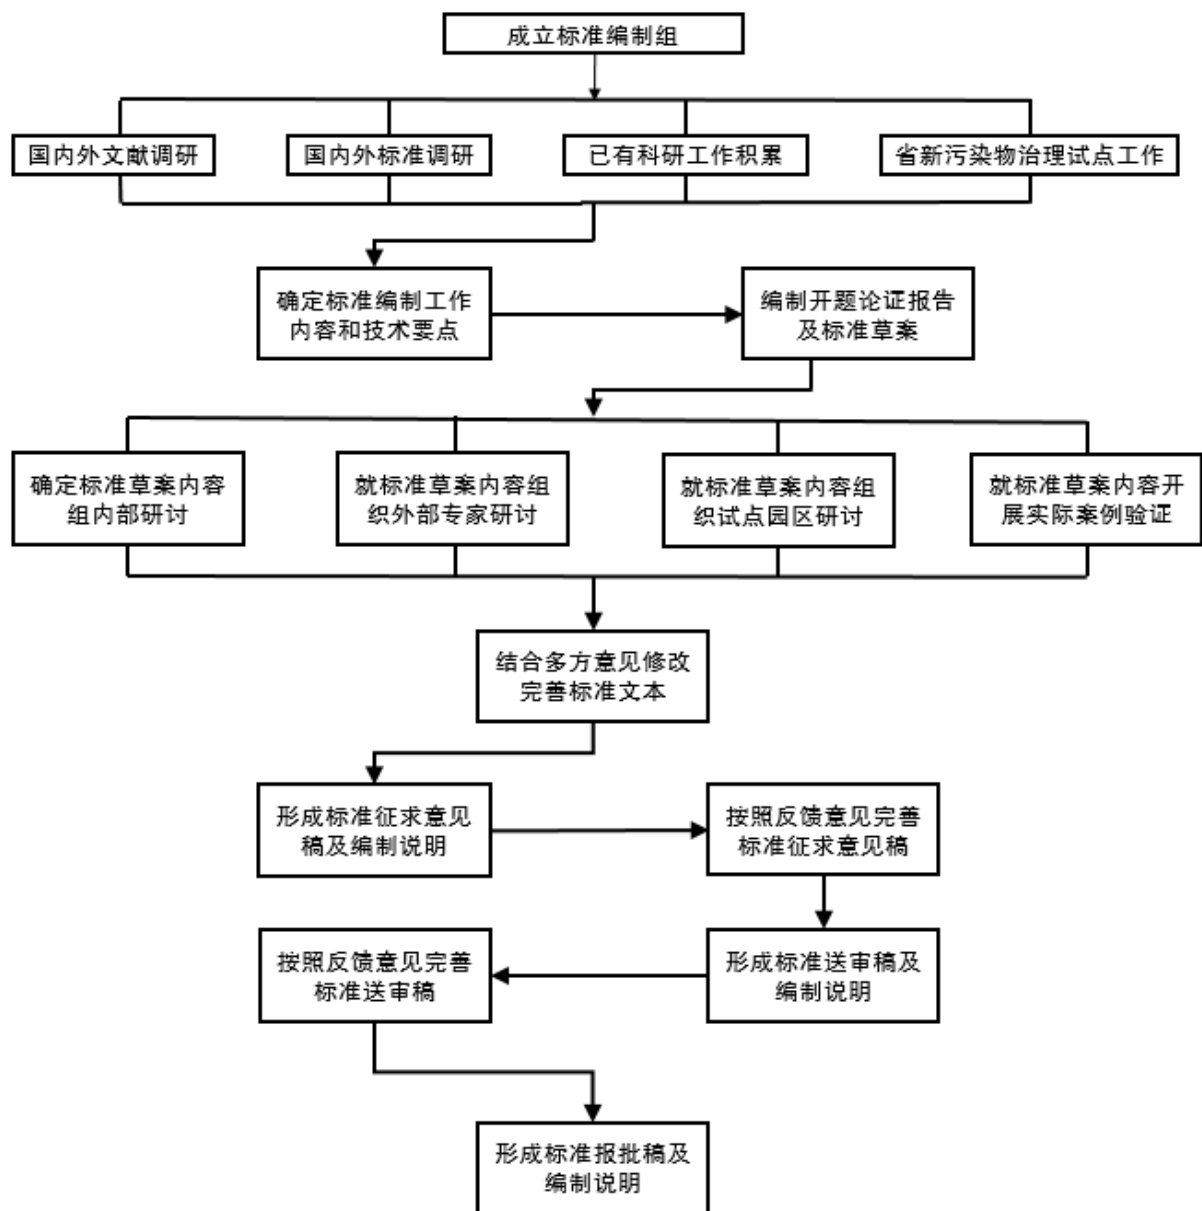 成立标准编制组
国内外文献调研
国内外标准调研
已有科研工作积累
省新污染物治理试点工作
确定标准编制工作
内容和技术要点
编制开题论证报告
及标准草案
确定标准草案内容
组内部研讨
就标准草案内容组
织外部专家研讨
就标准草案内容组
织试点园区研讨
就标准草案内容开
展实际案例验证
结合多方意见修改
完善标准文本
形成标准征求意见
稿及编制说明
按照反馈意见完善
标准征求意见稿
按照反馈意见完善
标准送审稿
形成标准送审稿及
编制说明
形成标准报批稿及
编制说明